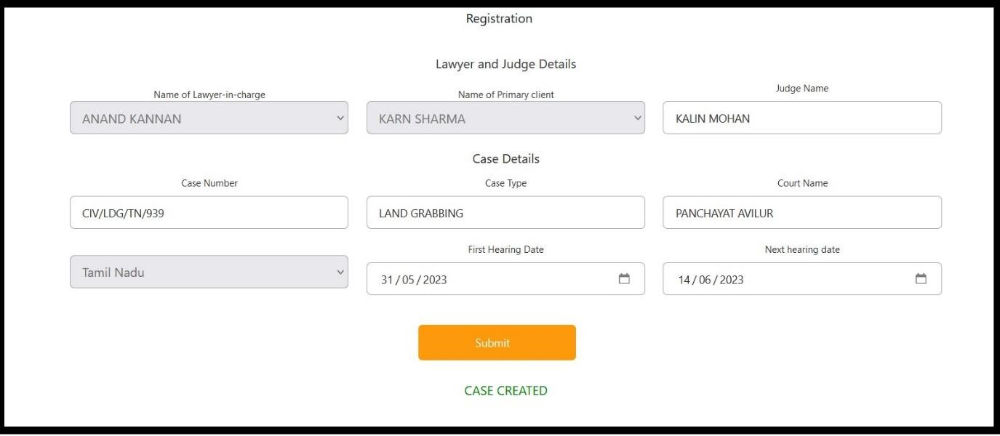 Registration
Lawyer and Judge Details
Name of Lawyer-in-charge
Name of Primary client
Judge Name
ANAND KANNAN
KARN SHARMA
KALIN MOHAN
Case Details
Case Number
Case Type
Court Name
CIV/LDG/TN/939
LAND GRABBING
PANCHAYAT AVILUR
First Hearing Date
Next hearing date
Tamil Nadu
31/05/2023
14/06/2023
Submit
CASE CREATED